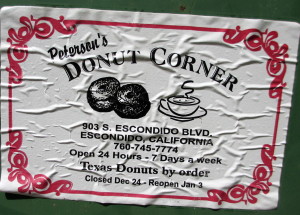 Peterson's
DONUT CORNER
903 S. ESCONDIDO BLVD.
ESCONDIDO, CALIFORNIA
760-745-7774
Open 24 Hours - 7 Days a week
Texas Donuts by order
Closed Dec 24 - Reopen Jan 3